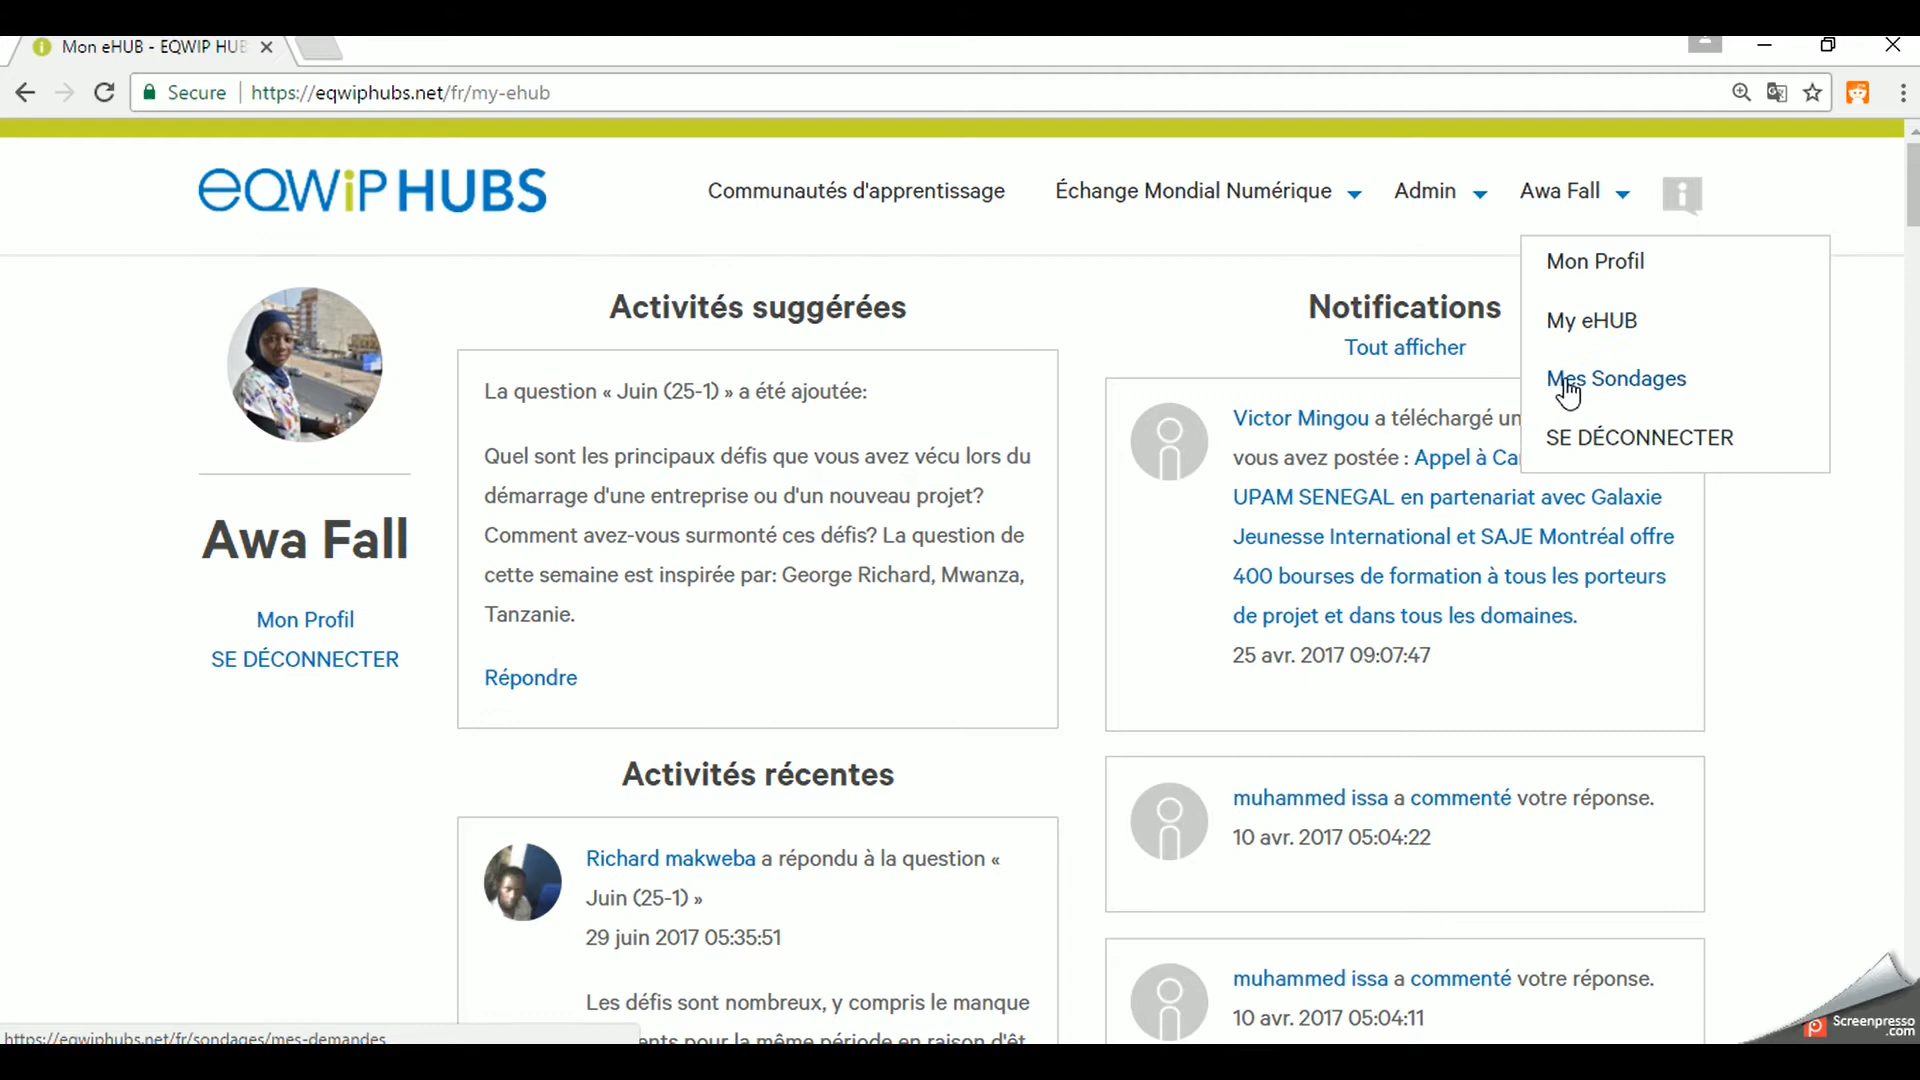 Mon eHUB - EQWIP HUB
Secure https://eqwiphubs.net/fr/my-ehub
eQWiP HUBS
Communautés d'apprentissage Échange Mondial Numérique Admin Awa Fall
Mon Profil
My eHUB
Mes Sondages
SE DÉCONNECTER
Awa Fall
Mon Profil
SE DÉCONNECTER
Activités suggérées
La question « Juin (25-1) » a été ajoutée:
Quel sont les principaux défis que vous avez vécu lors du
démarrage d'une entreprise ou d'un nouveau projet?
Comment avez-vous surmonté ces défis? La question de
cette semaine est inspirée par: George Richard, Mwanza,
Tanzanie.
Répondre
Activités récentes
Richard makweba a répondu à la question «
Juin (25-1) »
29 juin 2017 05:35:51
Les défis sont nombreux, y compris le manque
ents pour la même période en raison d'êt
Notifications
Tout afficher
Victor Mingou a téléchargé un
vous avez postée : Appel à Ca
UPAM SENEGAL en partenariat avec Galaxie
Jeunesse International et SAJE Montréal offre
400 bourses de formation à tous les porteurs
de projet et dans tous les domaines.
25 avr. 2017 09:07:47
muhammed issa a commenté votre réponse.
10 avr. 2017 05:04:22
muhammed issa a commenté votre réponse.
10 avr. 2017 05:04:11
https://eqwiphubs.net/fr/sondages/mes-demandes
Screenpresso
.com